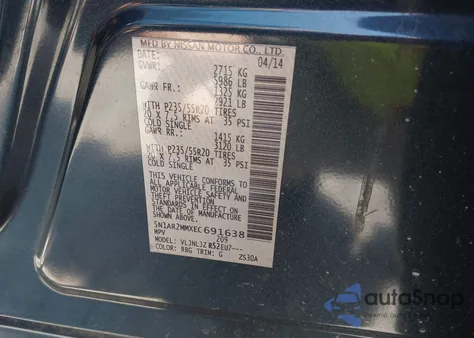 MFD BY NISSAN MOTOR CO., LTD.
DATE: 04/14
GVWR: 2715 KG
5986 LB
GAWR FR: 1325 KG
2921 LB
WITH P235/55R20 TIRES
20 X 7.5 RIMS AT 35 PSI
COLD SINGLE
GAWR RR: 1415 KG
3120 LB
WITH P235/55R20 TIRES
20 X 7.5 RIMS AT 35 PSI
COLD SINGLE
THIS VEHICLE CONFORMS TO
ALL APPLICABLE FEDERAL
MOTOR VEHICLE SAFETY AND
THEFT PREVENTION STANDARDS
IN EFFECT ON THE DATE OF
MANUFACTURE SHOWN ABOVE.
5N1AR2MMXEC691638
MPV 209
MODEL: VLJNLJZ R52EU7---
COLOR: RBG TRIM: G ZS30A
autoSnap